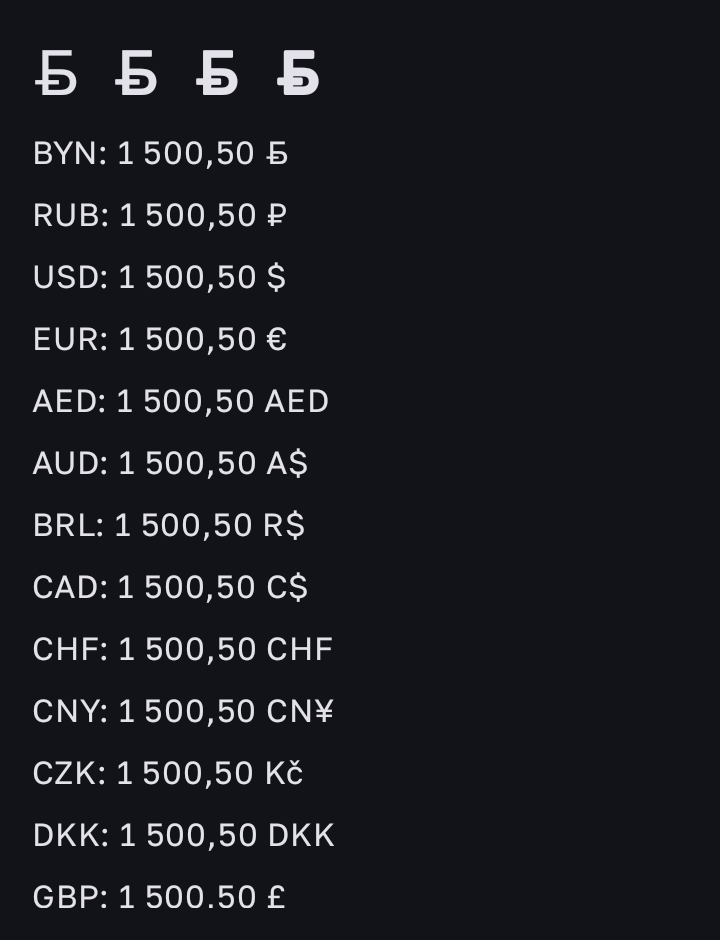 Б Б Б Б
BYN: 1 500,50 Б
RUB: 1 500,50 ₽
USD: 1 500,50 $
EUR: 1 500,50 €
AED: 1 500,50 AED
AUD: 1 500,50 A$
BRL: 1 500,50 R$
CAD: 1 500,50 C$
CHF: 1 500,50 CHF
CNY: 1 500,50 CN¥
CZK: 1 500,50 Kč
DKK: 1 500,50 DKK
GBP: 1 500.50 £